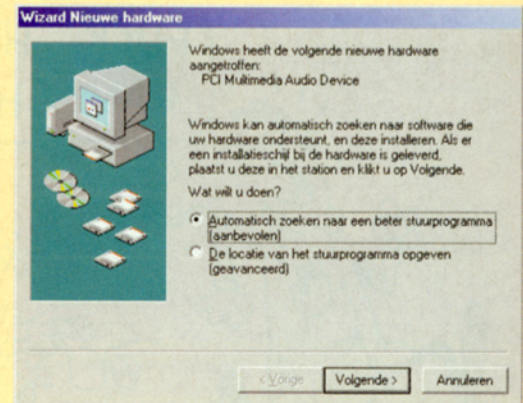 Wizard Nieuwe hardware
Windows heeft de volgende nieuwe hardware
aangetroffen:
PCI Multimedia Audio Device
Windows kan automatisch zoeken naar software die
uw hardware ondersteunt, en deze installeren. Als er
een installatieschijf bij de hardware is geleverd,
plaatst u deze in het station en klikt u op Volgende.
Wat wilt u doen?
Automatisch zoeken naar een beter stuurprogramma
(aanbevolen)
De locatie van het stuurprogramma opgeven
(geavanceerd)
< Vorige
Volgende >
Annuleren